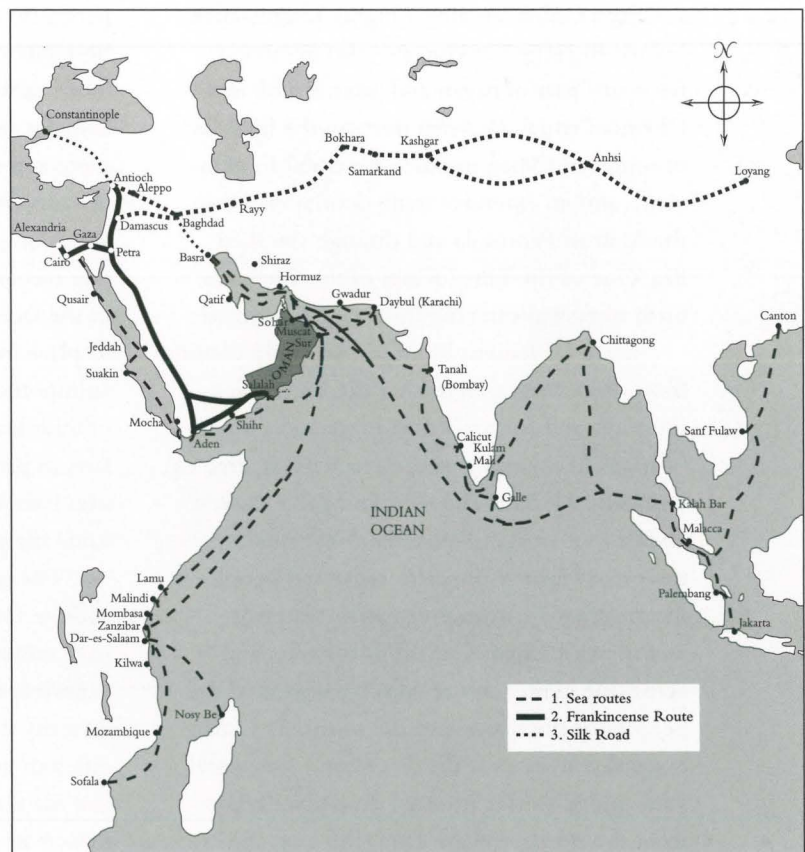 N
Constantinople
Bokhara
Kashgar
Samarkand
Anhsi
Loyang
Antioch
Aleppo
Rayy
Baghdad
Damascus
Alexandria
Gaza
Cairo
Petra
Basra
Shiraz
Hormuz
Qusair
Qatif
Gwadur
Daybul (Karachi)
Sohar
Muscat
Sur
OMAN
Canton
Jeddah
Chittagong
Tanah
(Bombay)
Suakin
Salalah
Mocha
Shihr
Aden
Calicut
Kulam
Mali
Sanf Fulaw
Galle
Kalah Bar
INDIAN
OCEAN
Malacca
Lamu
Malindi
Mombasa
Zanzibar
Dar-es-Salaam
Palembang
Jakarta
Kilwa
Nosy Be
Mozambique
Sofala
1. Sea routes
2. Frankincense Route
3. Silk Road